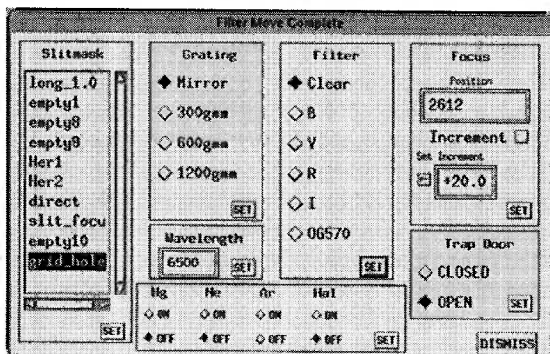 Filter Move Complete
Slitmask
long_1.0
empty1
empty8
empty9
Her1
Her2
direct
slit_focu
empty10
grid_hole
SET
Grating
Mirror
300gmm
600gmm
1200gmm
SET
Wavelength
6500
SET
Filter
Clear
B
V
R
I
OG570
SET
Focus
Position
2612
Increment
Set Increment
+20.0
SET
Trap Door
CLOSED
OPEN
SET
Hg Ne Ar Hal
ON ON ON ON
OFF OFF OFF OFF
SET
DISMISS